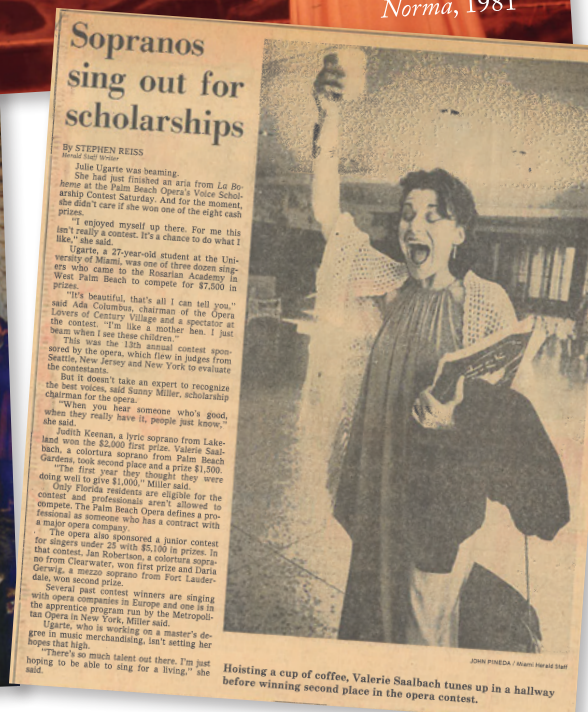 Norma, 1981
Sopranos
sing out for
scholarships
By STEPHEN REISS
Herald Staff Writer
Julie Ugarte was beaming.
She had just finished an aria from La Bo-
heme at the Palm Beach Opera's Voice Schol-
arship Contest Saturday. And for the moment,
she didn't care if she won one of the eight cash
prizes.
"I enjoyed myself up there. For me this
isn't really a contest. It's a chance to do what I
like," she said.
Ugarte, a 27-year-old student at the Uni-
versity of Miami, was one of three dozen sing-
ers who came to the Rosarian Academy in
West Palm Beach to compete for $7,500 in
prizes.
"It's beautiful, that's all I can tell you,"
said Ada Columbus, chairman of the Opera
Lovers of Century Village and a spectator at
the contest. "I'm like a mother hen. I just
beam when I see these children."
This was the 13th annual contest spon-
sored by the opera, which flew in judges from
Seattle, New Jersey and New York to evaluate
the contestants.
But it doesn't take an expert to recognize
the best voices, said Sunny Miller, scholarship
chairman for the opera.
"When you hear someone who's good,
when they really have it, people just know,"
she said.
Judith Keenan, a lyric soprano from Lake-
land won the $2,000 first prize. Valerie Saal-
bach, a colortura soprano from Palm Beach
Gardens, took second place and a prize $1,500.
"The first year they thought they were
doing well to give $1,000," Miller said.
Only Florida residents are eligible for the
contest and professionals aren't allowed to
compete. The Palm Beach Opera defines a pro-
fessional as someone who has a contract with
a major opera company.
The opera also sponsored a junior contest
for singers under 25 with $5,100 in prizes. In
that contest, Jan Robertson, a colortura sopra-
no from Clearwater, won first prize and Daria
Gerwig, a mezzo soprano from Fort Lauder-
dale, won second prize.
Several past contest winners are singing
with opera companies in Europe and one is in
the apprentice program run by the Metropoli-
tan Opera in New York, Miller said.
Ugarte, who is working on a master's de-
gree in music merchandising, isn't setting her
hopes that high.
"There's so much talent out there. I'm just
hoping to be able to sing for a living," she
said.
JOHN PINEDA / Miami Herald Staff
Hoisting a cup of coffee, Valerie Saalbach tunes up in a hallway
before winning second place in the opera contest.